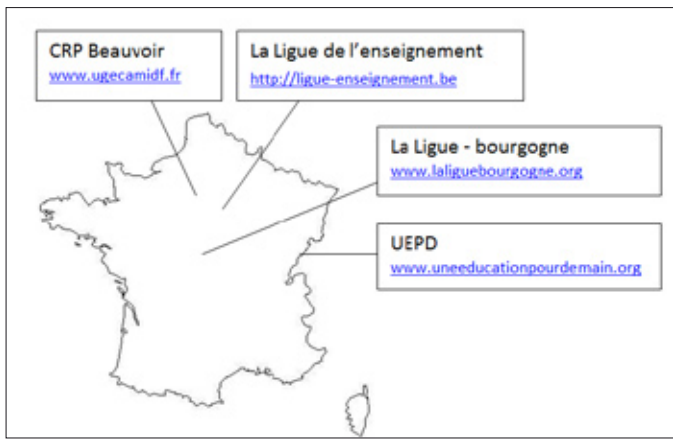 CRP Beauvoir
www.ugecamidf.fr
La Ligue de l'enseignement
http://ligue-enseignement.be
La Ligue - bourgogne
www.laliguebourgogne.org
UEPD
www.uneeducationpourdemain.org